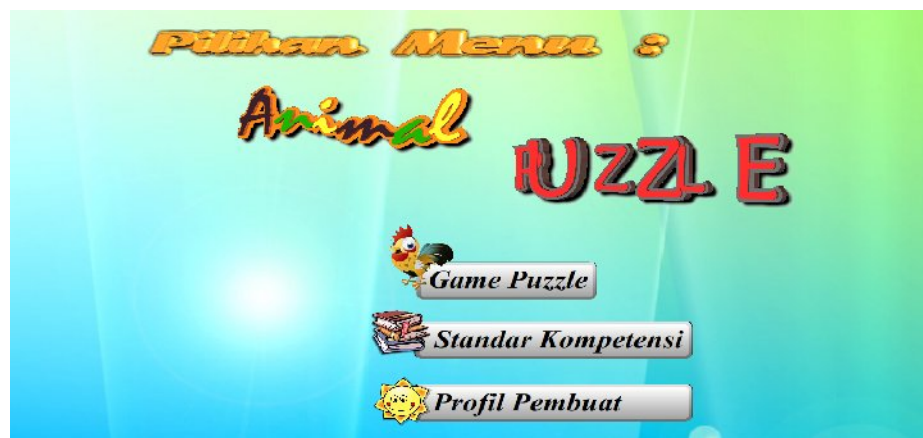 Pilihan Menu :
Animal
PUZZLE
Game Puzzle
Standar Kompetensi
Profil Pembuat